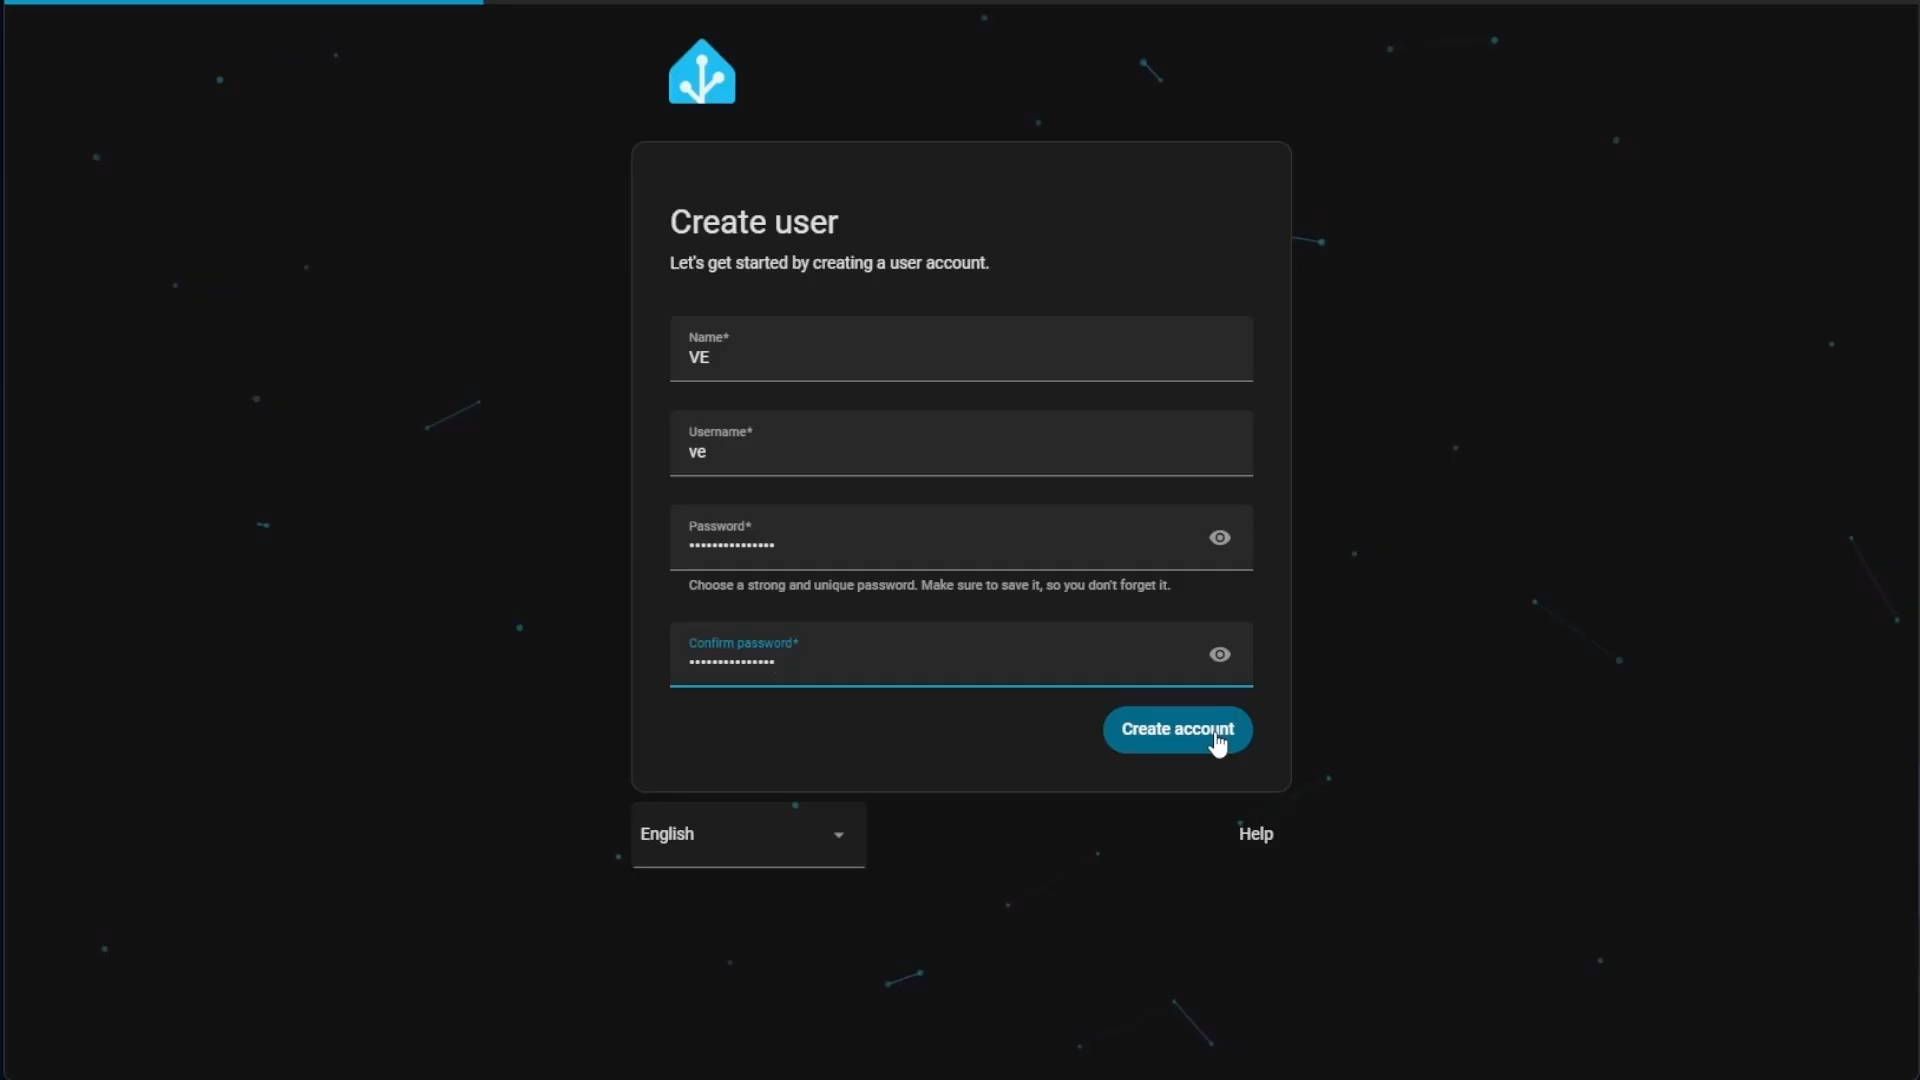 Create user
Let's get started by creating a user account.
Name*
VE
Username*
ve
Password*
•••••••••••••••
Choose a strong and unique password. Make sure to save it, so you don't forget it.
Confirm password*
•••••••••••••••
Create account
English
Help